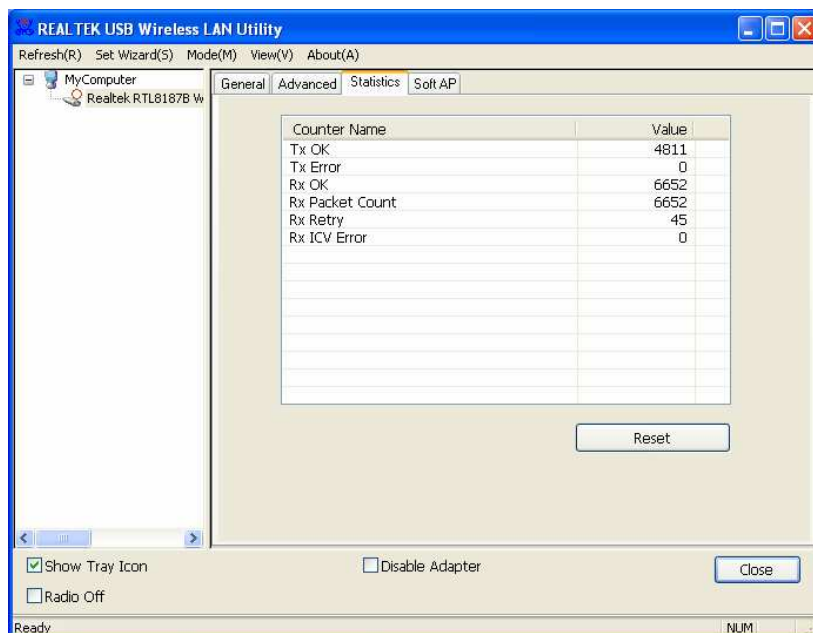 REALTEK USB Wireless LAN Utility
Refresh(R) Set Wizard(S) Mode(M) View(V) About(A)
MyComputer
Realtek RTL8187B W
General Advanced Statistics Soft AP
Counter Name Value
Tx OK 4811
Tx Error 0
Rx OK 6652
Rx Packet Count 6652
Rx Retry 45
Rx ICV Error 0
Reset
Show Tray Icon Disable Adapter Close
Radio Off
Ready NUM